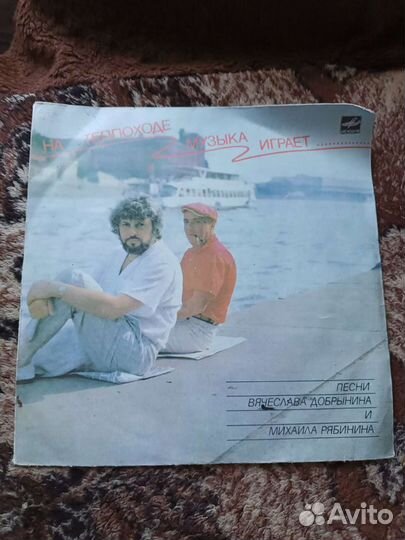 НА ТЕПЛОХОДЕ МУЗЫКА ИГРАЕТ
ПЕСНИ
ВЯЧЕСЛАВА ДОБРЫНИНА
И
МИХАИЛА РЯБИНИНА
Avito